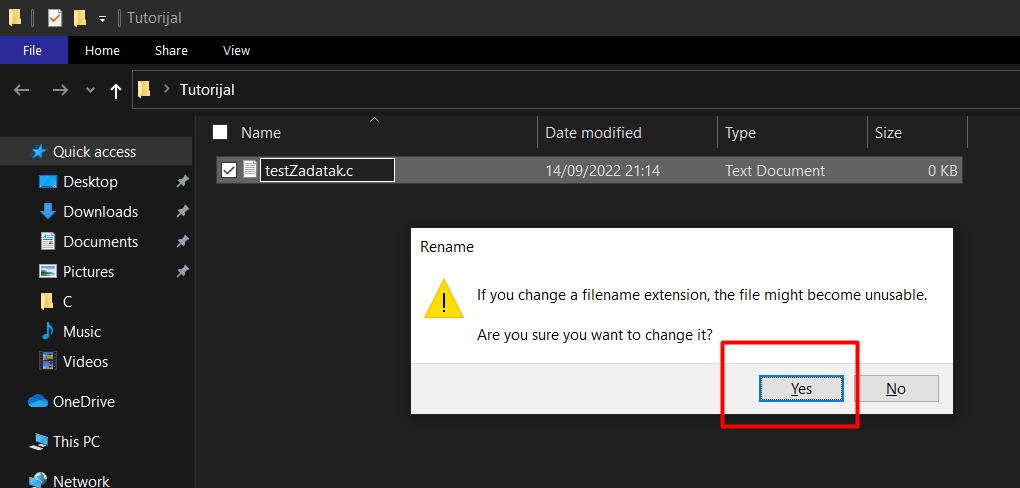 Tutorijal
File Home Share View
Tutorijal
Name Date modified Type Size
Quick access
testZadatak.c 14/09/2022 21:14 Text Document 0 KB
Desktop
Downloads
Documents
Pictures
C
Music
Videos
OneDrive
This PC
Network
Rename
If you change a filename extension, the file might become unusable.
Are you sure you want to change it?
Yes No